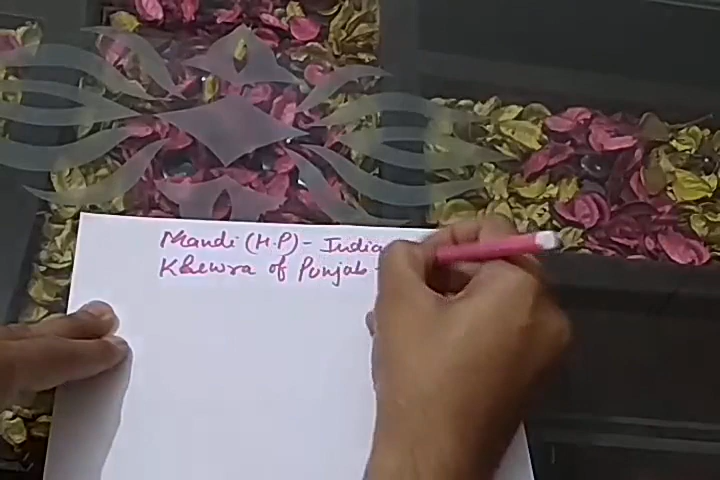 Mandi (H.P) - India
Khewra of Punjab -